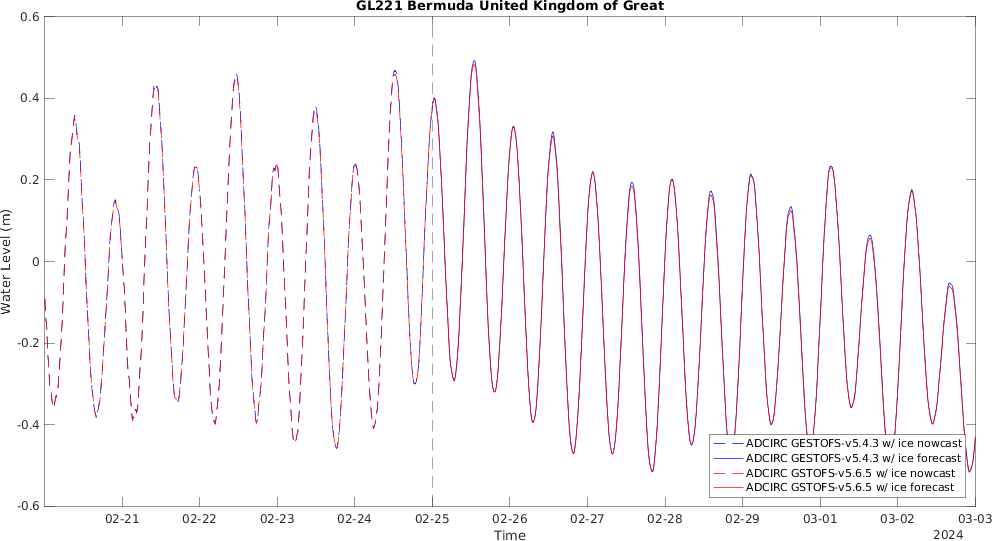 GL221 Bermuda United Kingdom of Great
0.6
0.4
0.2
0
-0.2
-0.4
-0.6
Water Level (m)
ADCIRC GESTOFS-v5.4.3 w/ ice nowcast
ADCIRC GESTOFS-v5.4.3 w/ ice forecast
ADCIRC GSTOFS-v5.6.5 w/ ice nowcast
ADCIRC GSTOFS-v5.6.5 w/ ice forecast
02-21 02-22 02-23 02-24 02-25 02-26 02-27 02-28 02-29 03-01 03-02 03-03
Time
2024